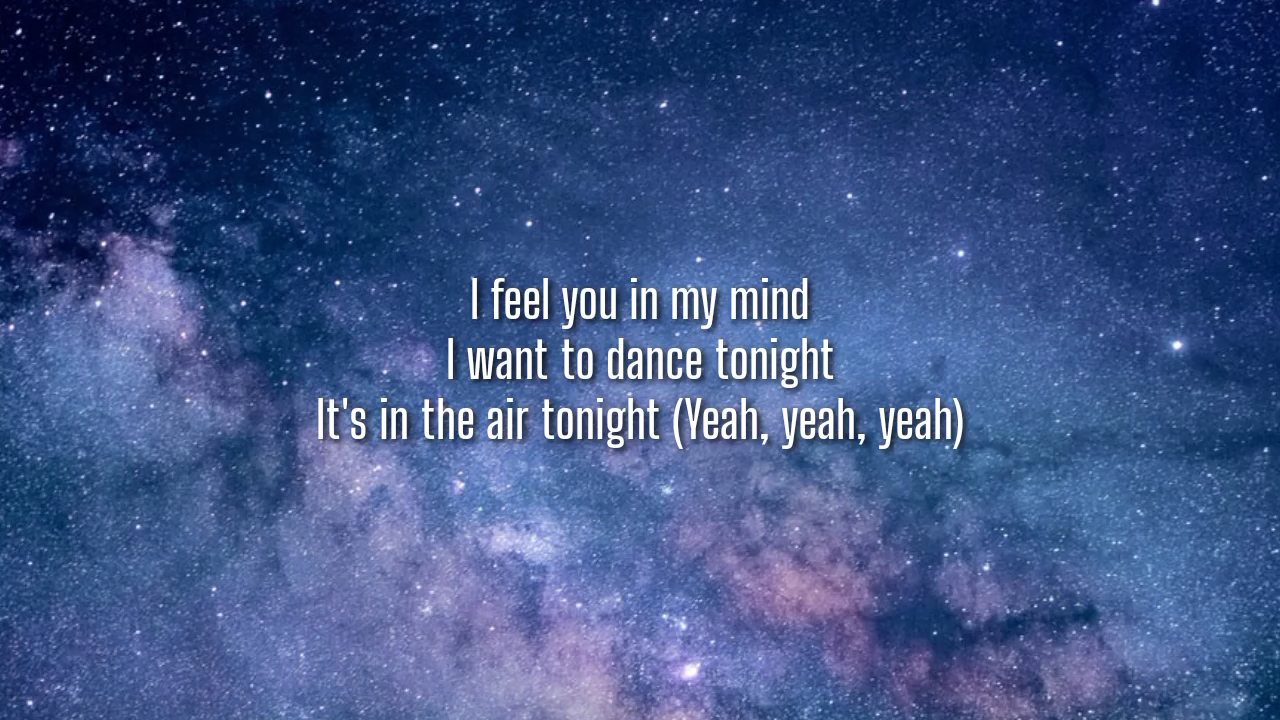 I feel you in my mind
I want to dance tonight
It's in the air tonight (Yeah, yeah, yeah)